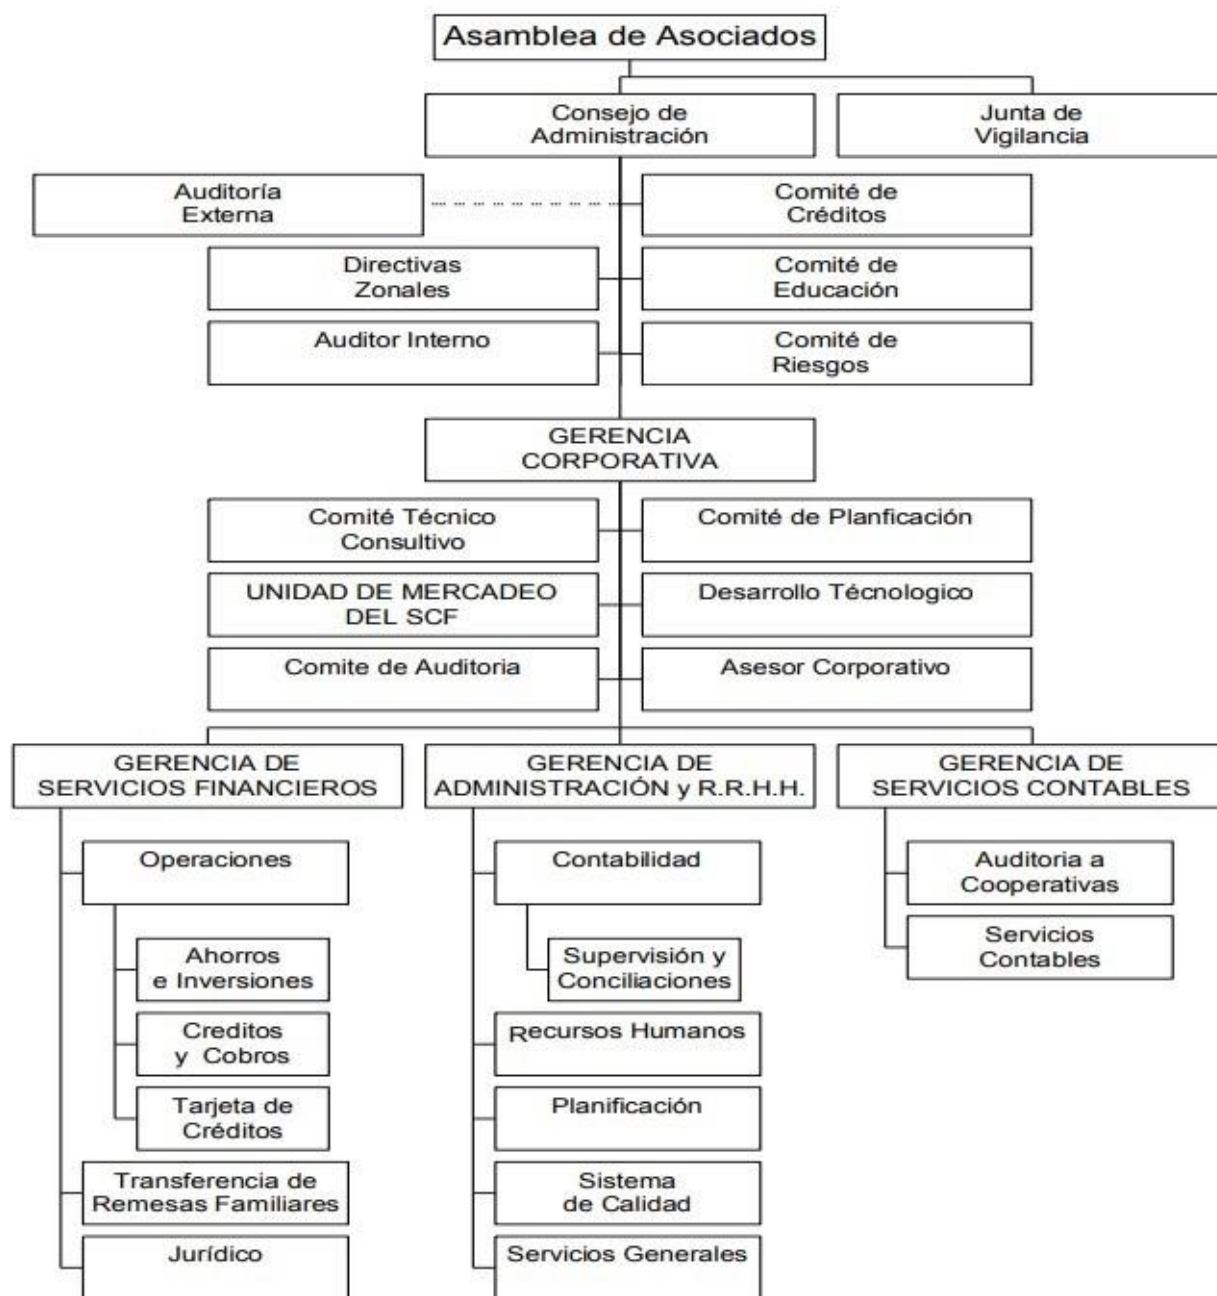 Asamblea de Asociados
Consejo de
Administración
Junta de
Vigilancia
Auditoría
Externa
Comité de
Créditos
Directivas
Zonales
Comité de
Educación
Auditor Interno
Comité de
Riesgos
GERENCIA
CORPORATIVA
Comité Técnico
Consultivo
Comité de Planficación
UNIDAD DE MERCADEO
DEL SCF
Desarrollo Técnologico
Comite de Auditoria
Asesor Corporativo
GERENCIA DE
SERVICIOS FINANCIEROS
Operaciones
Ahorros
e Inversiones
Creditos
y Cobros
Tarjeta de
Créditos
Transferencia de
Remesas Familiares
Jurídico
GERENCIA DE
ADMINISTRACIÓN y R.R.H.H.
Contabilidad
Supervisión y
Conciliaciones
Recursos Humanos
Planificación
Sistema
de Calidad
Servicios Generales
GERENCIA DE
SERVICIOS CONTABLES
Auditoria a
Cooperativas
Servicios
Contables